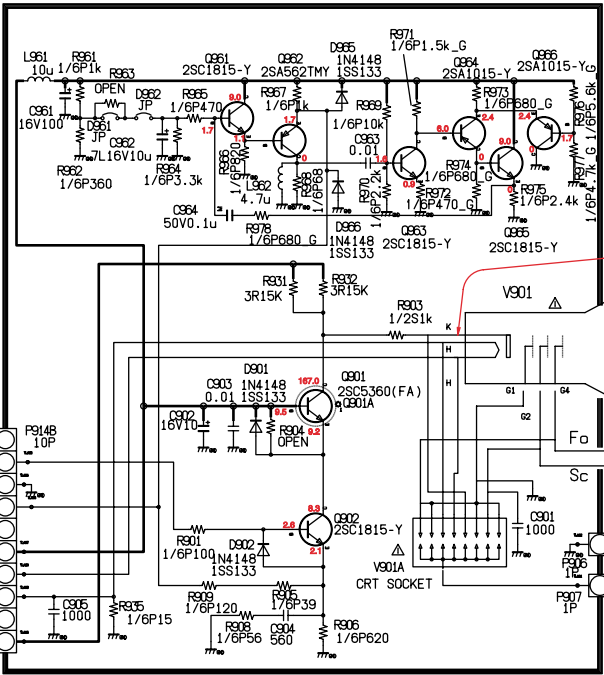 L961
10u
R961
1/6P1k
R963
OPEN
C961
16V100
D961
JP
D962
JP
C962
7L16V10u
R962
1/6P360
R964
1/6P3.3k
R965
1/6P470
Q961
2SC1815-Y
9.0
1.7
1.1
R966
1/6P820
Q962
2SA562TMY
R967
1/6P1k
1.7
0
L962
4.7u
R968
1/6P68
C964
50V0.1u
R978
1/6P680_G
D965
1N4148
1SS133
D966
1N4148
1SS133
R969
1/6P10k
C963
0.01
1.6
R970
1/6P2.2k
R971
1/6P1.5k_G
0.9
R972
1/6P470_G
Q963
2SC1815-Y
Q964
2SA1015-Y
R973
1/6P680_G
6.0
2.4
0
R974
1/6P680_G
9.0
0
Q965
2SC1815-Y
R975
1/6P2.4k
Q966
2SA1015-Y
2.4
0
1.7
R976
1/6P5.6k_G
R977
1/6P4.7k_G
R931
3R15K
R932
3R15K
R903
1/2S1k
V901
K
H
H
G1
G2
G4
Fo
Sc
167.0
Q901
2SC5360(FA)
Q901A
9.5
9.2
D901
1N4148
1SS133
C903
0.01
C902
16V10
R904
OPEN
P914B
10P
8.3
Q902
2SC1815-Y
2.6
2.1
R901
1/6P100
D902
1N4148
1SS133
R909
1/6P120
R905
1/6P39
R908
1/6P56
C904
560
R906
1/6P620
C905
1000
R935
1/6P15
V901A
CRT SOCKET
C901
1000
P906
1P
P907
1P